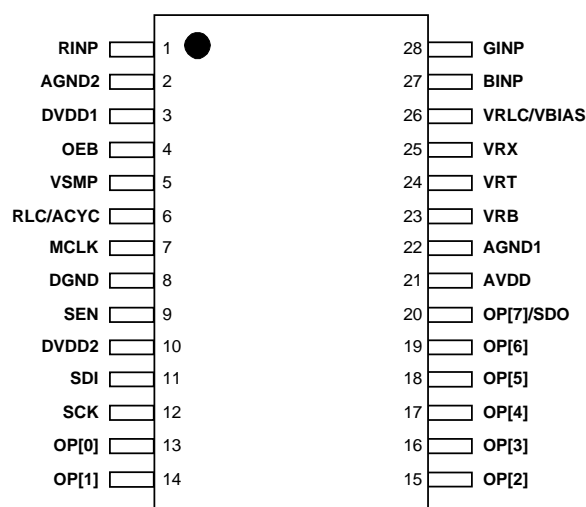 RINP 1 28 GINP
AGND2 2 27 BINP
DVDD1 3 26 VRLC/VBIAS
OEB 4 25 VRX
VSMP 5 24 VRT
RLC/ACYC 6 23 VRB
MCLK 7 22 AGND1
DGND 8 21 AVDD
SEN 9 20 OP[7]/SDO
DVDD2 10 19 OP[6]
SDI 11 18 OP[5]
SCK 12 17 OP[4]
OP[0] 13 16 OP[3]
OP[1] 14 15 OP[2]